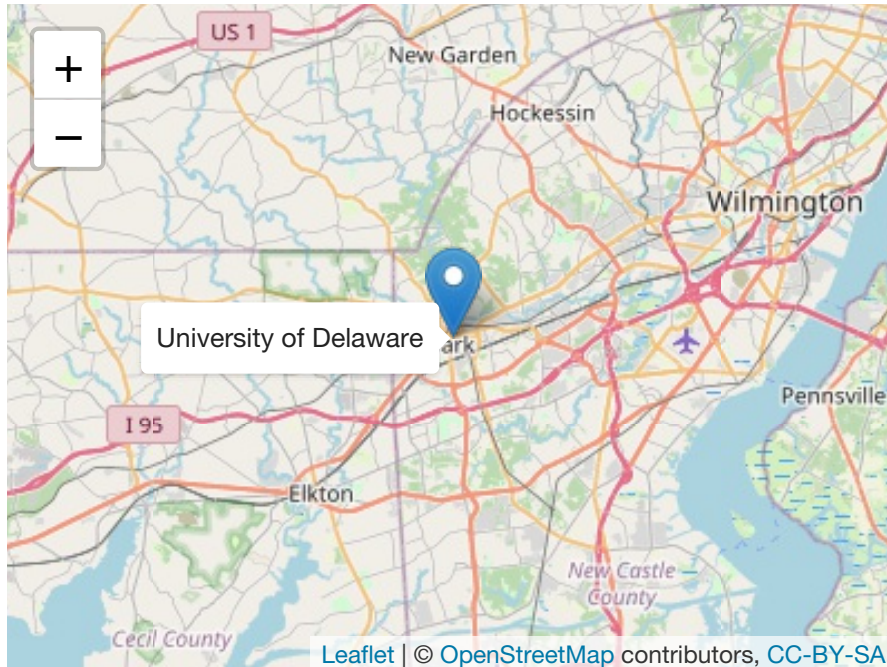 US 1
+
−
New Garden
Hockessin
Wilmington
University of Delaware
ark
Pennsville
I 95
Elkton
New Castle
County
Cecil County
Leaflet | © OpenStreetMap contributors, CC-BY-SA